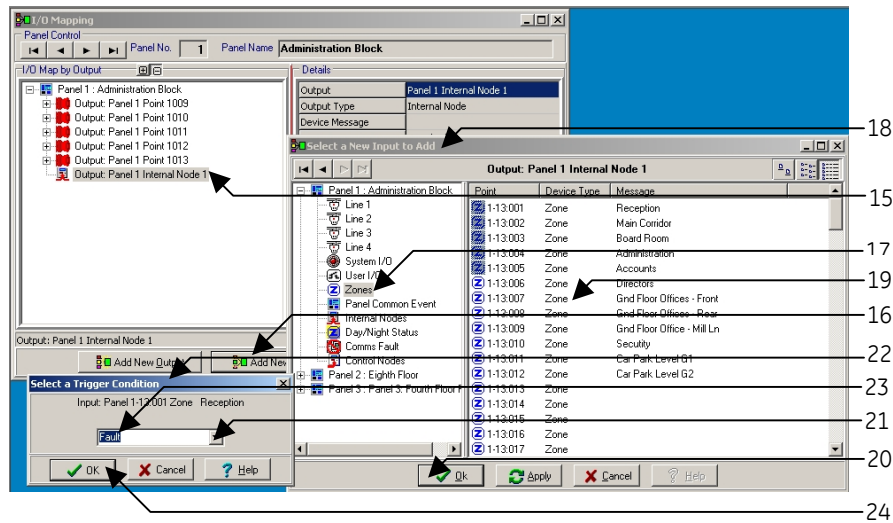 I/O Mapping
Panel Control
Panel No. 1 Panel Name Administration Block
I/O Map by Output
Panel 1 : Administration Block
Output: Panel 1 Point 1009
Output: Panel 1 Point 1010
Output: Panel 1 Point 1011
Output: Panel 1 Point 1012
Output: Panel 1 Point 1013
Output: Panel 1 Internal Node 1
Details
Output Panel 1 Internal Node 1
Output Type Internal Node
Device Message
Output: Panel 1 Internal Node 1
Add New Output
Add New
Select a New Input to Add
Output: Panel 1 Internal Node 1
Panel 1 : Administration Block
Line 1
Line 2
Line 3
Line 4
System I/O
User I/O
Zones
Panel Common Event
Internal Nodes
Day/Night Status
Comms Fault
Control Nodes
Panel 2 : Eighth Floor
Panel 3 : Panel 3: Fourth Floor
Point Device Type Message
1-13:001 Zone Reception
1-13:002 Zone Main Corridor
1-13:003 Zone Board Room
1-13:004 Zone Administration
1-13:005 Zone Accounts
1-13:006 Zone Directors
1-13:007 Zone Gnd Floor Offices - Front
1-13:008 Zone Gnd Floor Offices - Rear
1-13:009 Zone Gnd Floor Office - Mill Ln
1-13:010 Zone Secutity
1-13:011 Zone Car Park Level G1
1-13:012 Zone Car Park Level G2
1-13:013 Zone
1-13:014 Zone
1-13:015 Zone
1-13:016 Zone
1-13:017 Zone
Ok
Apply
Cancel
Help
Select a Trigger Condition
Input: Panel 1-13:001 Zone Reception
Fault
OK
Cancel
Help
18
15
17
19
16
22
23
21
20
24